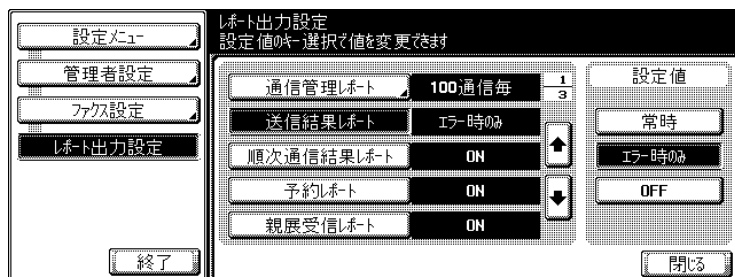 設定メニュー
管理者設定
ファクス設定
レポート出力設定
終了
レポート出力設定
設定値のキー選択で値を変更できます
通信管理レポート 100通信毎
送信結果レポート エラー時のみ
順次通信結果レポート ON
予約レポート ON
親展受信レポート ON
1
3
設定値
常時
エラー時のみ
OFF
閉じる